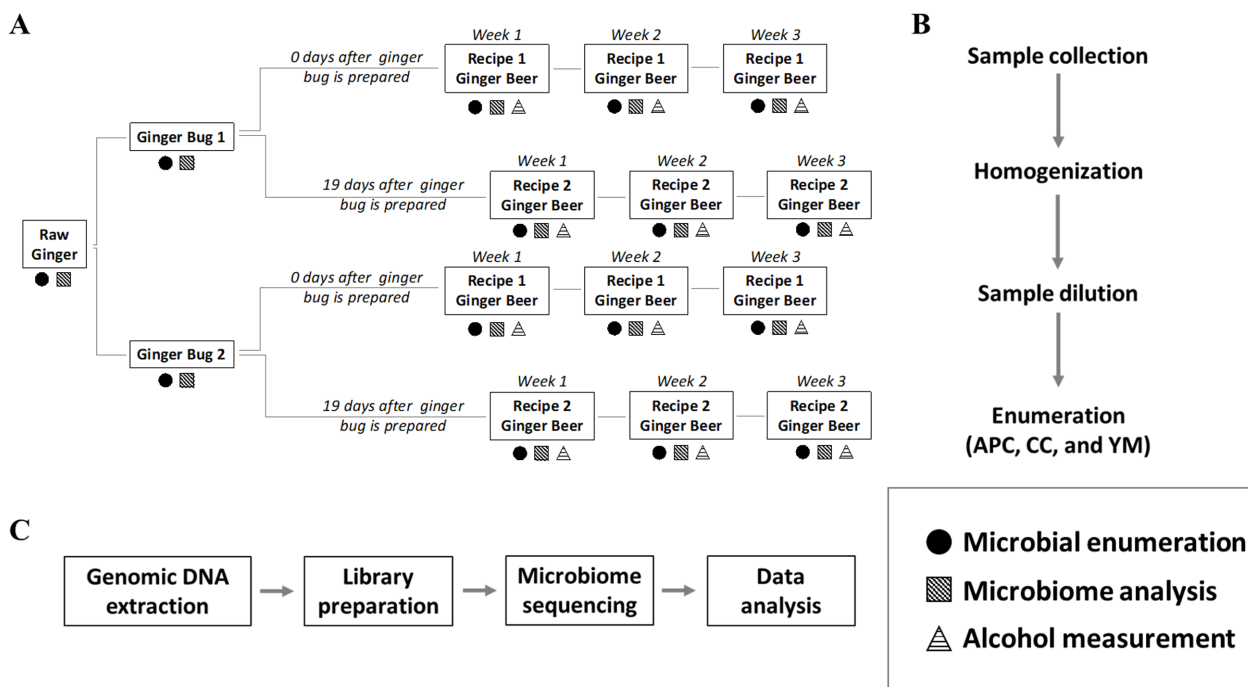 A
Week 1
Week 2
Week 3
0 days after ginger
bug is prepared
Recipe 1
Ginger Beer
Recipe 1
Ginger Beer
Recipe 1
Ginger Beer
Ginger Bug 1
Week 1
Week 2
Week 3
19 days after ginger
bug is prepared
Recipe 2
Ginger Beer
Recipe 2
Ginger Beer
Recipe 2
Ginger Beer
Raw
Ginger
Week 1
Week 2
Week 3
0 days after ginger
bug is prepared
Recipe 1
Ginger Beer
Recipe 1
Ginger Beer
Recipe 1
Ginger Beer
Ginger Bug 2
Week 1
Week 2
Week 3
19 days after ginger
bug is prepared
Recipe 2
Ginger Beer
Recipe 2
Ginger Beer
Recipe 2
Ginger Beer
B
Sample collection
Homogenization
Sample dilution
Enumeration
(APC, CC, and YM)
C
Genomic DNA
extraction
Library
preparation
Microbiome
sequencing
Data
analysis
Microbial enumeration
Microbiome analysis
Alcohol measurement